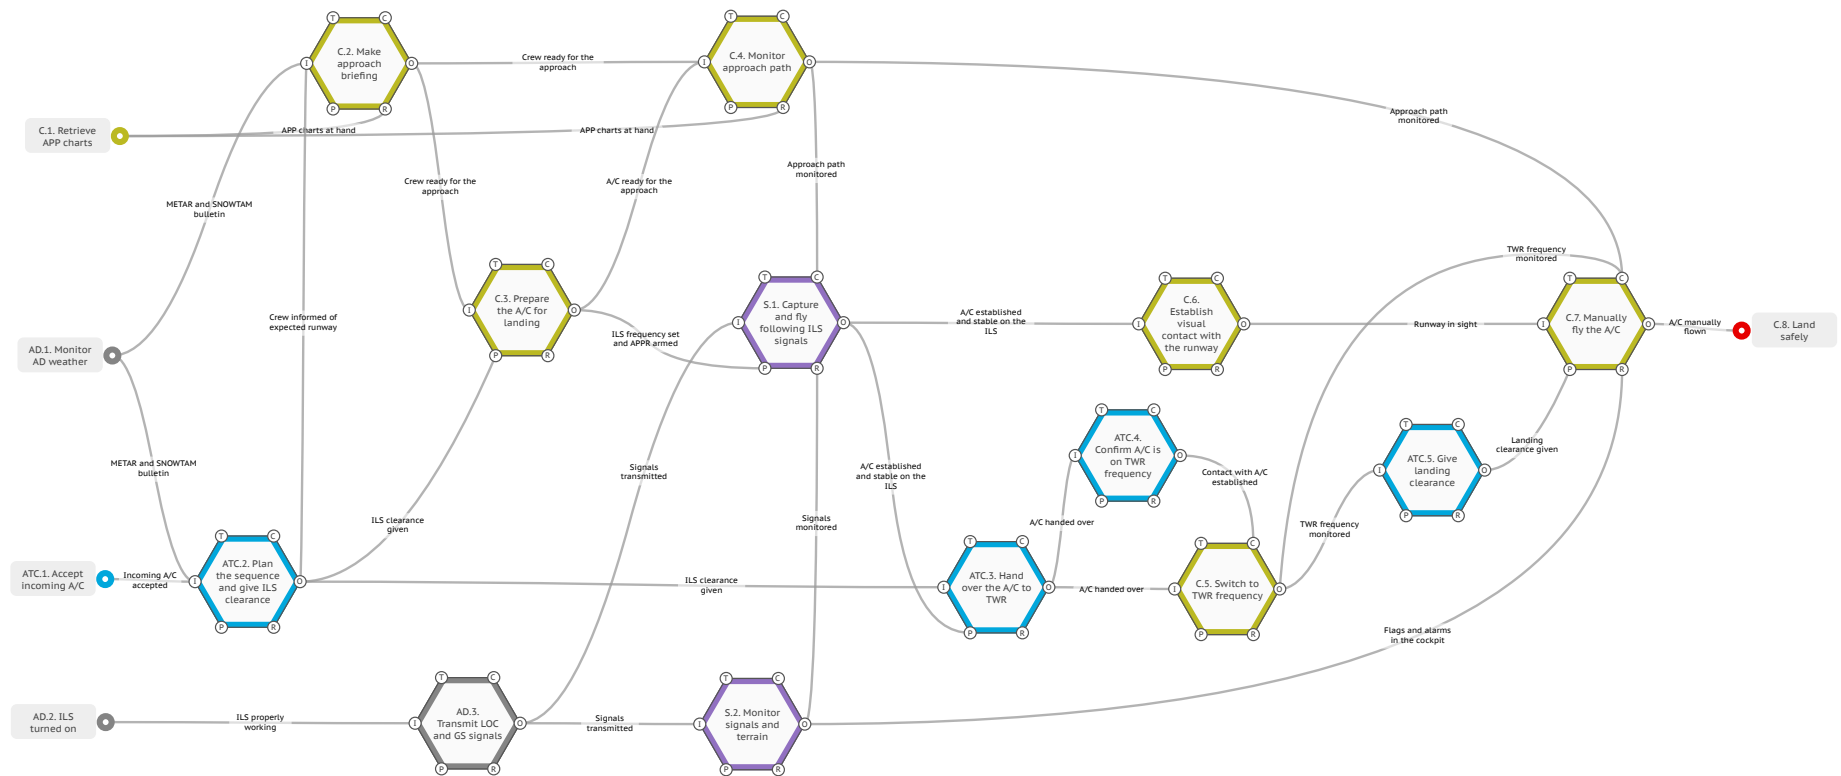 T
C
C.2. Make
approach
briefing
I
O
P
R
T
C
C.4. Monitor
approach path
I
O
P
R
Crew ready for the
approach
C.1. Retrieve
APP charts
APP charts at hand
APP charts at hand
Approach path
monitored
Approach path
monitored
Crew ready for the
approach
A/C ready for the
approach
METAR and SNOWTAM
bulletin
TWR frequency
monitored
T
C
C.3. Prepare
the A/C for
landing
I
O
P
R
T
C
S.1. Capture
and fly
following ILS
signals
I
O
P
R
T
C
C.6.
Establish
visual
contact with
the runway
I
O
P
R
T
C
C.7. Manually
fly the A/C
I
O
P
R
Crew informed of
expected runway
ILS frequency set
and APPR armed
A/C established
and stable on the
ILS
Runway in sight
A/C manually
flown
C.8. Land
safely
AD.1. Monitor
AD weather
METAR and SNOWTAM
bulletin
Signals
transmitted
A/C established
and stable on the
ILS
T
C
ATC.4.
Confirm A/C is
on TWR
frequency
I
O
P
R
Contact with A/C
established
T
C
ATC.5. Give
landing
clearance
I
O
P
R
Landing
clearance given
ILS clearance
given
Signals
monitored
A/C handed over
TWR frequency
monitored
ATC.1. Accept
incoming A/C
Incoming A/C
accepted
T
C
ATC.2. Plan
the sequence
and give ILS
clearance
I
O
P
R
ILS clearance
given
T
C
ATC.3. Hand
over the A/C to
TWR
I
O
P
R
A/C handed over
T
C
C.5. Switch to
TWR frequency
I
O
P
R
Flags and alarms
in the cockpit
AD.2. ILS
turned on
ILS properly
working
T
C
AD.3.
Transmit LOC
and GS signals
I
O
P
R
Signals
transmitted
T
C
S.2. Monitor
signals and
terrain
I
O
P
R